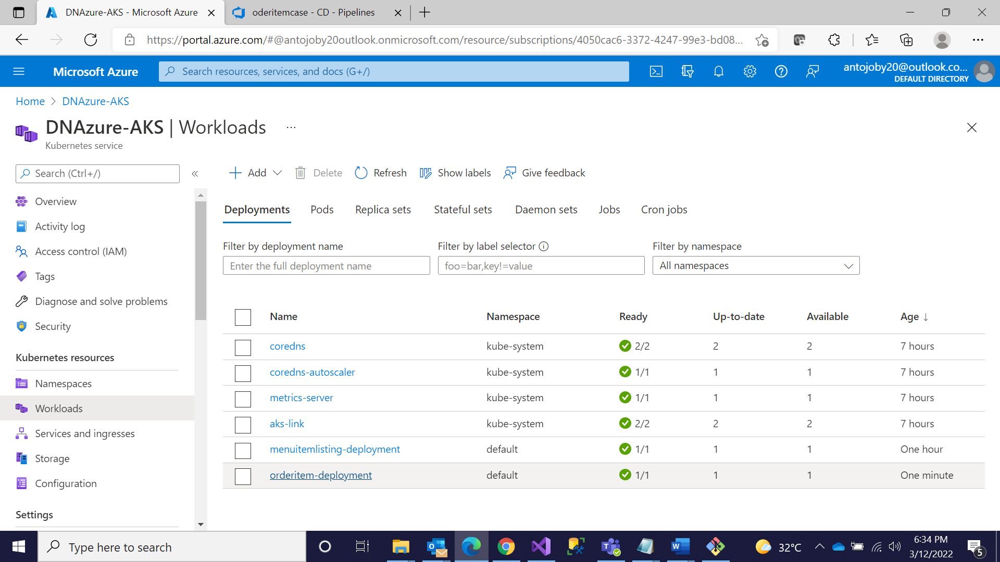 DNAzure-AKS - Microsoft Azure
oderitemcase - CD - Pipelines
https://portal.azure.com/#@antojoby20outlook.onmicrosoft.com/resource/subscriptions/4050cac6-3372-4247-99e3-bd08...
Microsoft Azure
Search resources, services, and docs (G+/)
antojoby20@outlook.co...
DEFAULT DIRECTORY
Home > DNAzure-AKS
DNAzure-AKS | Workloads ...
Kubernetes service
Search (Ctrl+/)
Add
Delete
Refresh
Show labels
Give feedback
Overview
Activity log
Access control (IAM)
Tags
Diagnose and solve problems
Security
Kubernetes resources
Namespaces
Workloads
Services and ingresses
Storage
Configuration
Settings
Deployments Pods Replica sets Stateful sets Daemon sets Jobs Cron jobs
Filter by deployment name
Enter the full deployment name
Filter by label selector
foo=bar,key!=value
Filter by namespace
All namespaces
Name Namespace Ready Up-to-date Available Age ↓
coredns kube-system 2/2 2 2 7 hours
coredns-autoscaler kube-system 1/1 1 1 7 hours
metrics-server kube-system 1/1 1 1 7 hours
aks-link kube-system 2/2 2 2 7 hours
menuitemlisting-deployment default 1/1 1 1 One hour
orderitem-deployment default 1/1 1 1 One minute
Type here to search
32°C
6:34 PM
3/12/2022
5